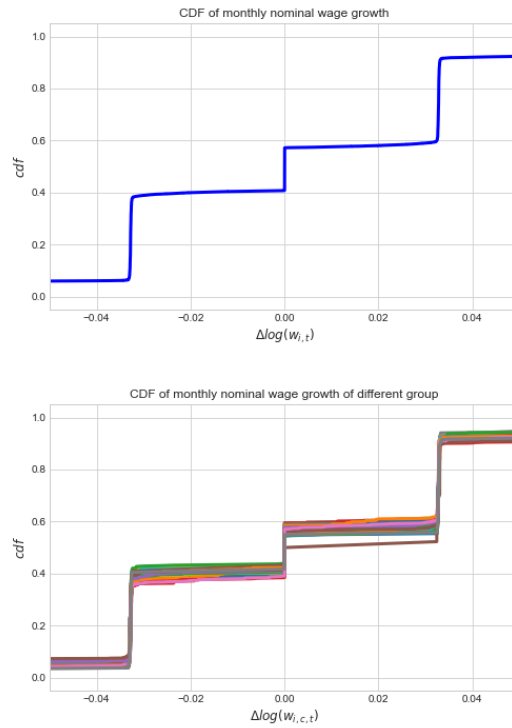 CDF of monthly nominal wage growth
1.0
0.8
0.6
0.4
0.2
0.0
cdf
−0.04 −0.02 0.00 0.02 0.04
Δlog(w_{i,t})
CDF of monthly nominal wage growth of different group
1.0
0.8
0.6
0.4
0.2
0.0
cdf
−0.04 −0.02 0.00 0.02 0.04
Δlog(w_{i,c,t})